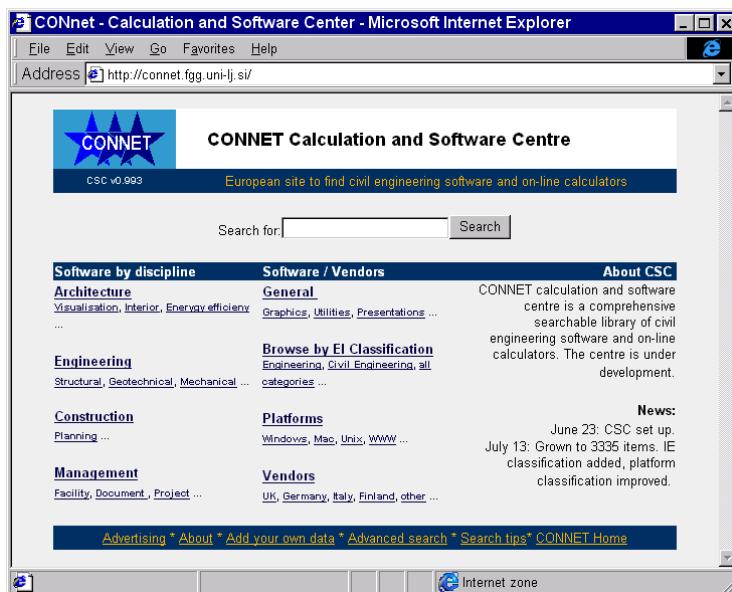 CONnet - Calculation and Software Center - Microsoft Internet Explorer
File Edit View Go Favorites Help
Address http://connet.fgg.uni-lj.si/
CONNET
CONNET Calculation and Software Centre
CSC v0.993
European site to find civil engineering software and on-line calculators
Search for: Search
Software by discipline
Architecture
Visualisation, Interior, Energy efficieny
...
Engineering
Structural, Geotechnical, Mechanical ...
Construction
Planning ...
Management
Facility, Document , Project ...
Software / Vendors
General
Graphics, Utilities, Presentations ...
Browse by EI Classification
Engineering, Civil Engineering, all
categories ...
Platforms
Windows, Mac, Unix, WWW ...
Vendors
UK, Germany, Italy, Finland, other ...
About CSC
CONNET calculation and software
centre is a comprehensive
searchable library of civil
engineering software and on-line
calculators. The centre is under
development.
News:
June 23: CSC set up.
July 13: Grown to 3335 items. IE
classification added, platform
classification improved.
Advertising * About * Add your own data * Advanced search * Search tips* CONNET Home
Internet zone